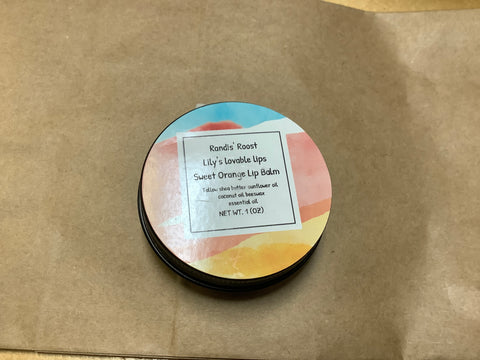 Randis' Roost
Lily's lovable lips
Sweet Orange Lip Balm
Tallow shea butter sunflower oil
coconut oil beeswax
essential oil
NET WT. 1 (OZ)